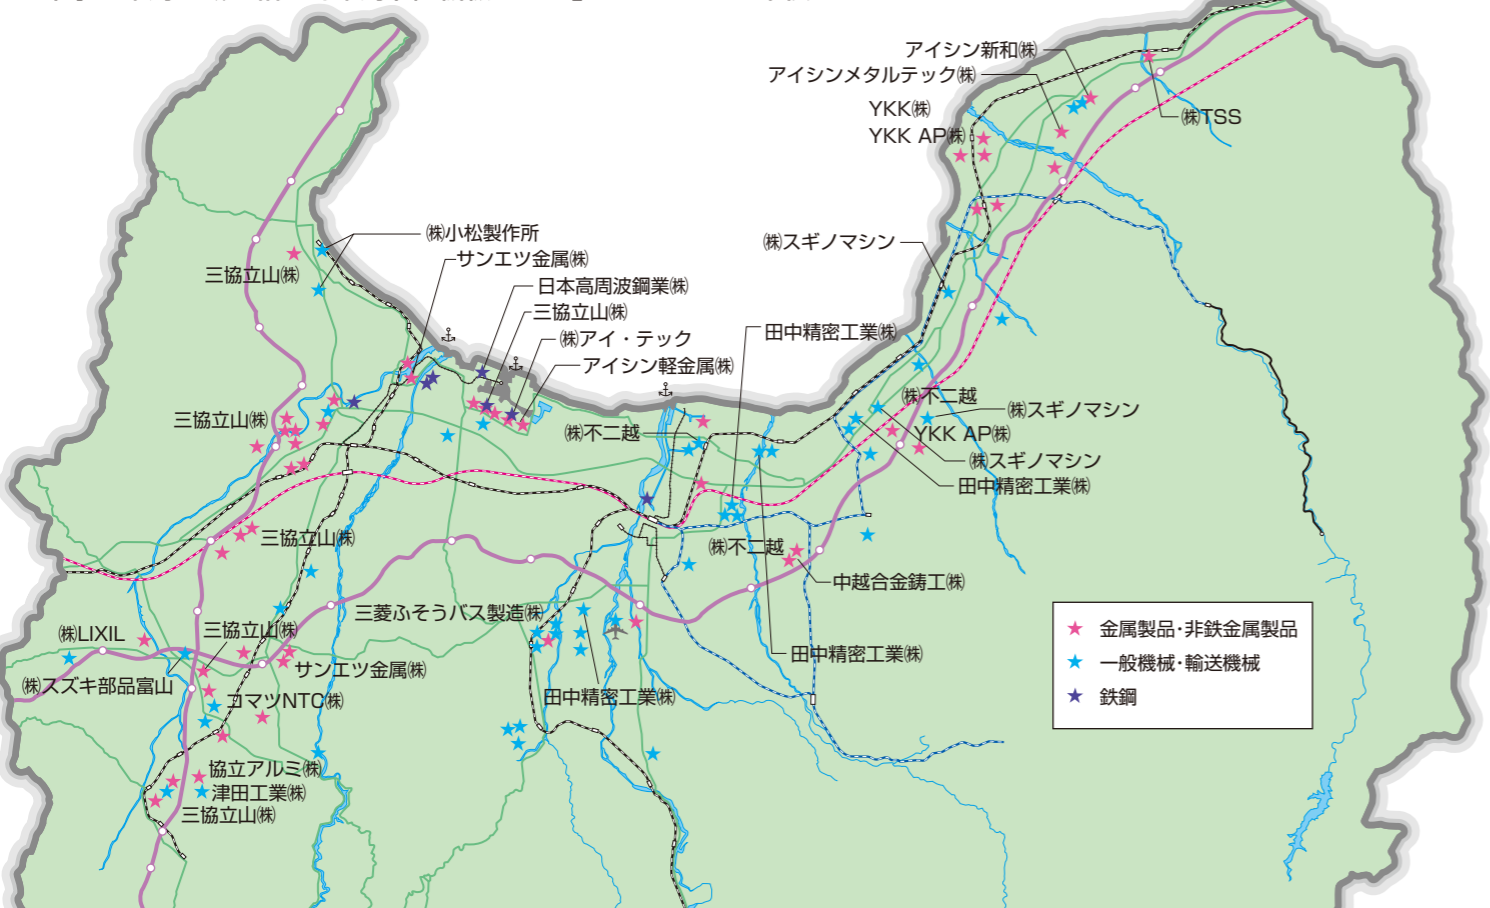 アイシン新和㈱
アイシンメタルテック㈱
YKK㈱
YKK AP㈱
㈱TSS
㈱小松製作所
サンエツ金属㈱
三協立山㈱
日本高周波鋼業㈱
三協立山㈱
㈱アイ・テック
アイシン軽金属㈱
㈱スギノマシン
田中精密工業㈱
三協立山㈱
㈱不二越
㈱不二越
㈱スギノマシン
YKK AP㈱
㈱スギノマシン
田中精密工業㈱
三協立山㈱
㈱不二越
中越合金鋳工㈱
三菱ふそうバス製造㈱
㈱LIXIL
三協立山㈱
サンエツ金属㈱
田中精密工業㈱
㈱スズキ部品富山
コマツNTC㈱
田中精密工業㈱
協立アルミ㈱
津田工業㈱
三協立山㈱
金属製品・非鉄金属製品
一般機械・輸送機械
鉄鋼